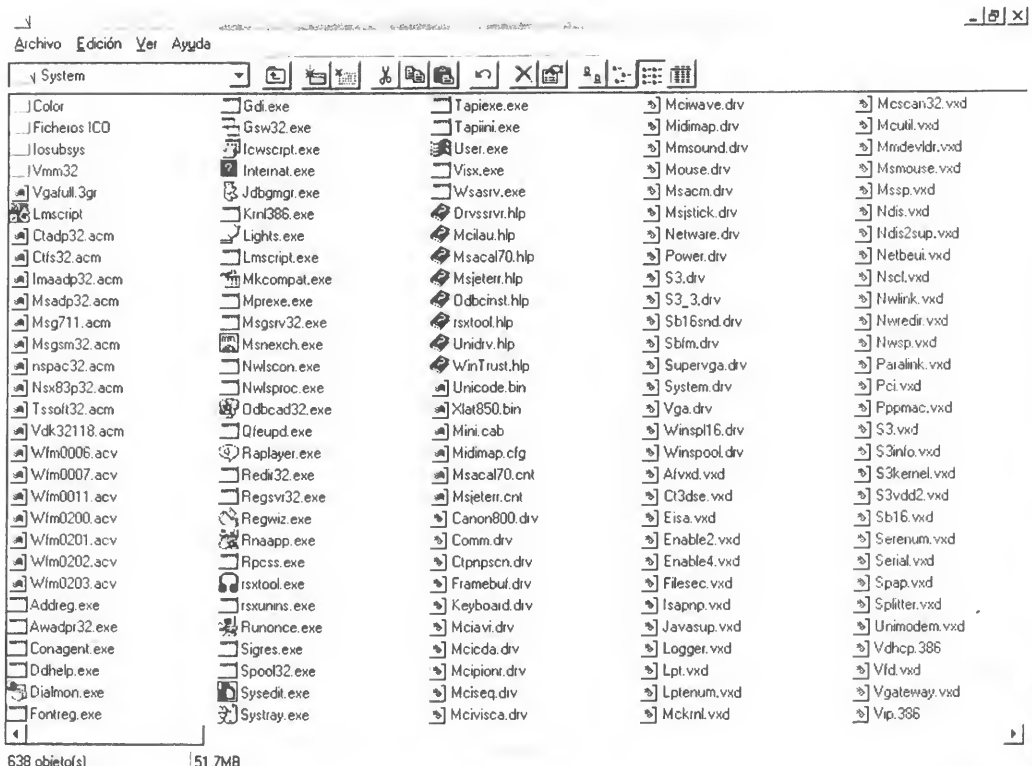 Archivo Edición Ver Ayuda
System
Color
Ficheros ICO
Iosubsys
Vmm32
Vgafull.3gr
Lmscript
Ctadp32.acm
Ctfs32.acm
Imaadp32.acm
Msadp32.acm
Msg711.acm
Msgsm32.acm
nspac32.acm
Nsx83p32.acm
Tssoft32.acm
Vdk32118.acm
Wfm0006.acv
Wfm0007.acv
Wfm0011.acv
Wfm0200.acv
Wfm0201.acv
Wfm0202.acv
Wfm0203.acv
Addreg.exe
Awadpr32.exe
Conagent.exe
Ddhelp.exe
Dialmon.exe
Fontreg.exe
Gdi.exe
Gsw32.exe
Icwscrpt.exe
Internat.exe
Jdbgmgr.exe
Krnl386.exe
Lights.exe
Lmscript.exe
Mkcompat.exe
Mprexe.exe
Msgsrv32.exe
Msnexch.exe
Nwlscon.exe
Nwlsproc.exe
Odbcad32.exe
Qfeupd.exe
Raplayer.exe
Redir32.exe
Regsvr32.exe
Regwiz.exe
Rnaapp.exe
Rpcss.exe
rsxtool.exe
rsxunins.exe
Runonce.exe
Sigres.exe
Spool32.exe
Sysedit.exe
Systray.exe
Tapiexe.exe
Tapiini.exe
User.exe
Visx.exe
Wsasrv.exe
Drvssrvr.hlp
Mcilau.hlp
Msacal70.hlp
Msjeterr.hlp
Odbcinst.hlp
rsxtool.hlp
Unidrv.hlp
WinTrust.hlp
Unicode.bin
Xlat850.bin
Mini.cab
Midimap.cfg
Msacal70.cnt
Msjeterr.cnt
Canon800.drv
Comm.drv
Ctpnpscn.drv
Framebuf.drv
Keyboard.drv
Mciavi.drv
Mcicda.drv
Mcipionr.drv
Mciseq.drv
Mcivisca.drv
Mciwave.drv
Midimap.drv
Mmsound.drv
Mouse.drv
Msacm.drv
Msjstick.drv
Netware.drv
Power.drv
S3.drv
S3_3.drv
Sb16snd.drv
Sbfm.drv
Supervga.drv
System.drv
Vga.drv
Winspl16.drv
Winspool.drv
Afvxd.vxd
Ct3dse.vxd
Eisa.vxd
Enable2.vxd
Enable4.vxd
Filesec.vxd
Isapnp.vxd
Javasup.vxd
Logger.vxd
Lpt.vxd
Lptenum.vxd
Mckrnl.vxd
Mcscan32.vxd
Mcutil.vxd
Mmdevldr.vxd
Msmouse.vxd
Mssp.vxd
Ndis.vxd
Ndis2sup.vxd
Netbeui.vxd
Nscl.vxd
Nwlink.vxd
Nwredir.vxd
Nwsp.vxd
Paralink.vxd
Pci.vxd
Pppmac.vxd
S3.vxd
S3info.vxd
S3kernel.vxd
S3vdd2.vxd
Sb16.vxd
Serenum.vxd
Serial.vxd
Spap.vxd
Splitter.vxd
Unimodem.vxd
Vdhcp.386
Vfd.vxd
Vgateway.vxd
Vip.386
638 objeto(s) 51.7MB